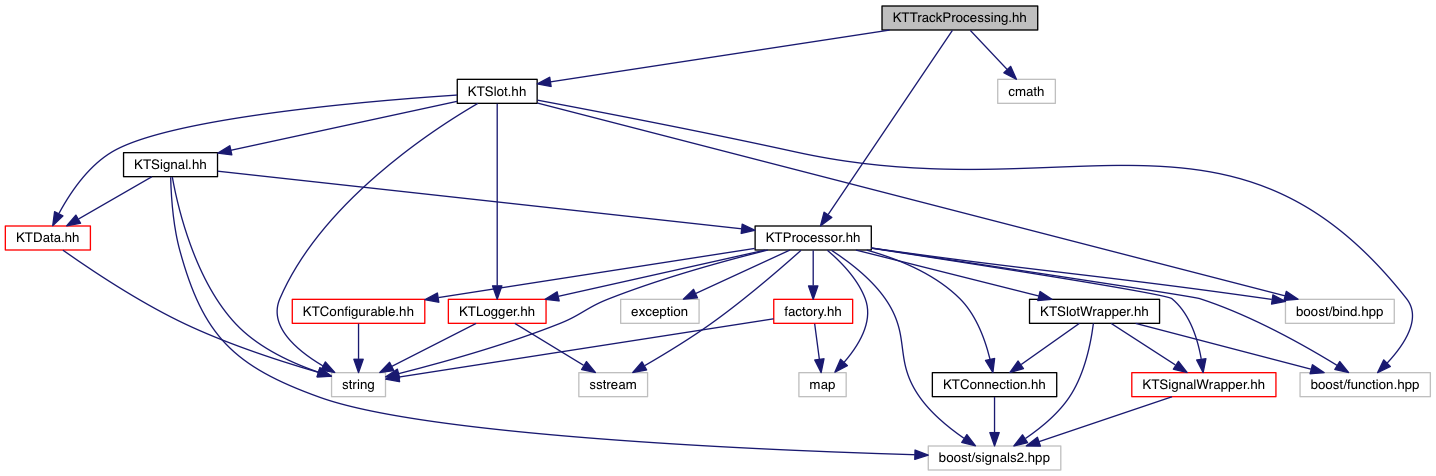 KTTrackProcessing.hh
KTSlot.hh
cmath
KTSignal.hh
KTData.hh
KTProcessor.hh
KTConfigurable.hh
KTLogger.hh
exception
factory.hh
KTSlotWrapper.hh
boost/bind.hpp
string
sstream
map
KTConnection.hh
KTSignalWrapper.hh
boost/function.hpp
boost/signals2.hpp